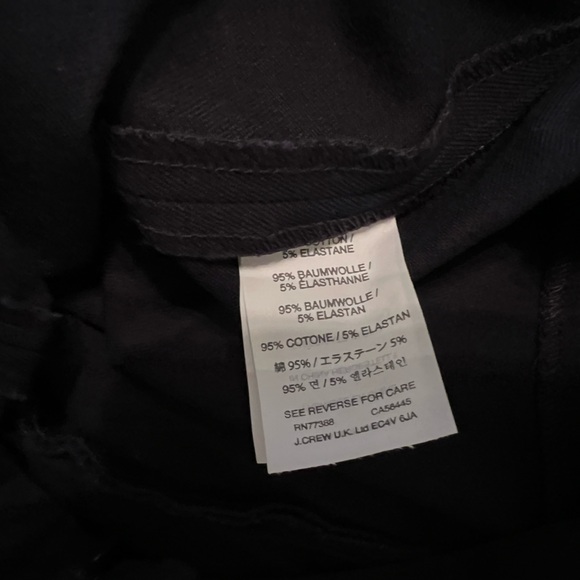 5% ELASTANE
95% BAUMWOLLE /
5% ELASTHANNE
95% BAUMWOLLE /
5% ELASTAN
95% COTONE / 5% ELASTAN
綿 95% / エラステーン 5%
95% 면 / 5% 엘라스테인
SEE REVERSE FOR CARE
RN77388 CA56445
J.CREW U.K. Ltd EC4V 6JA